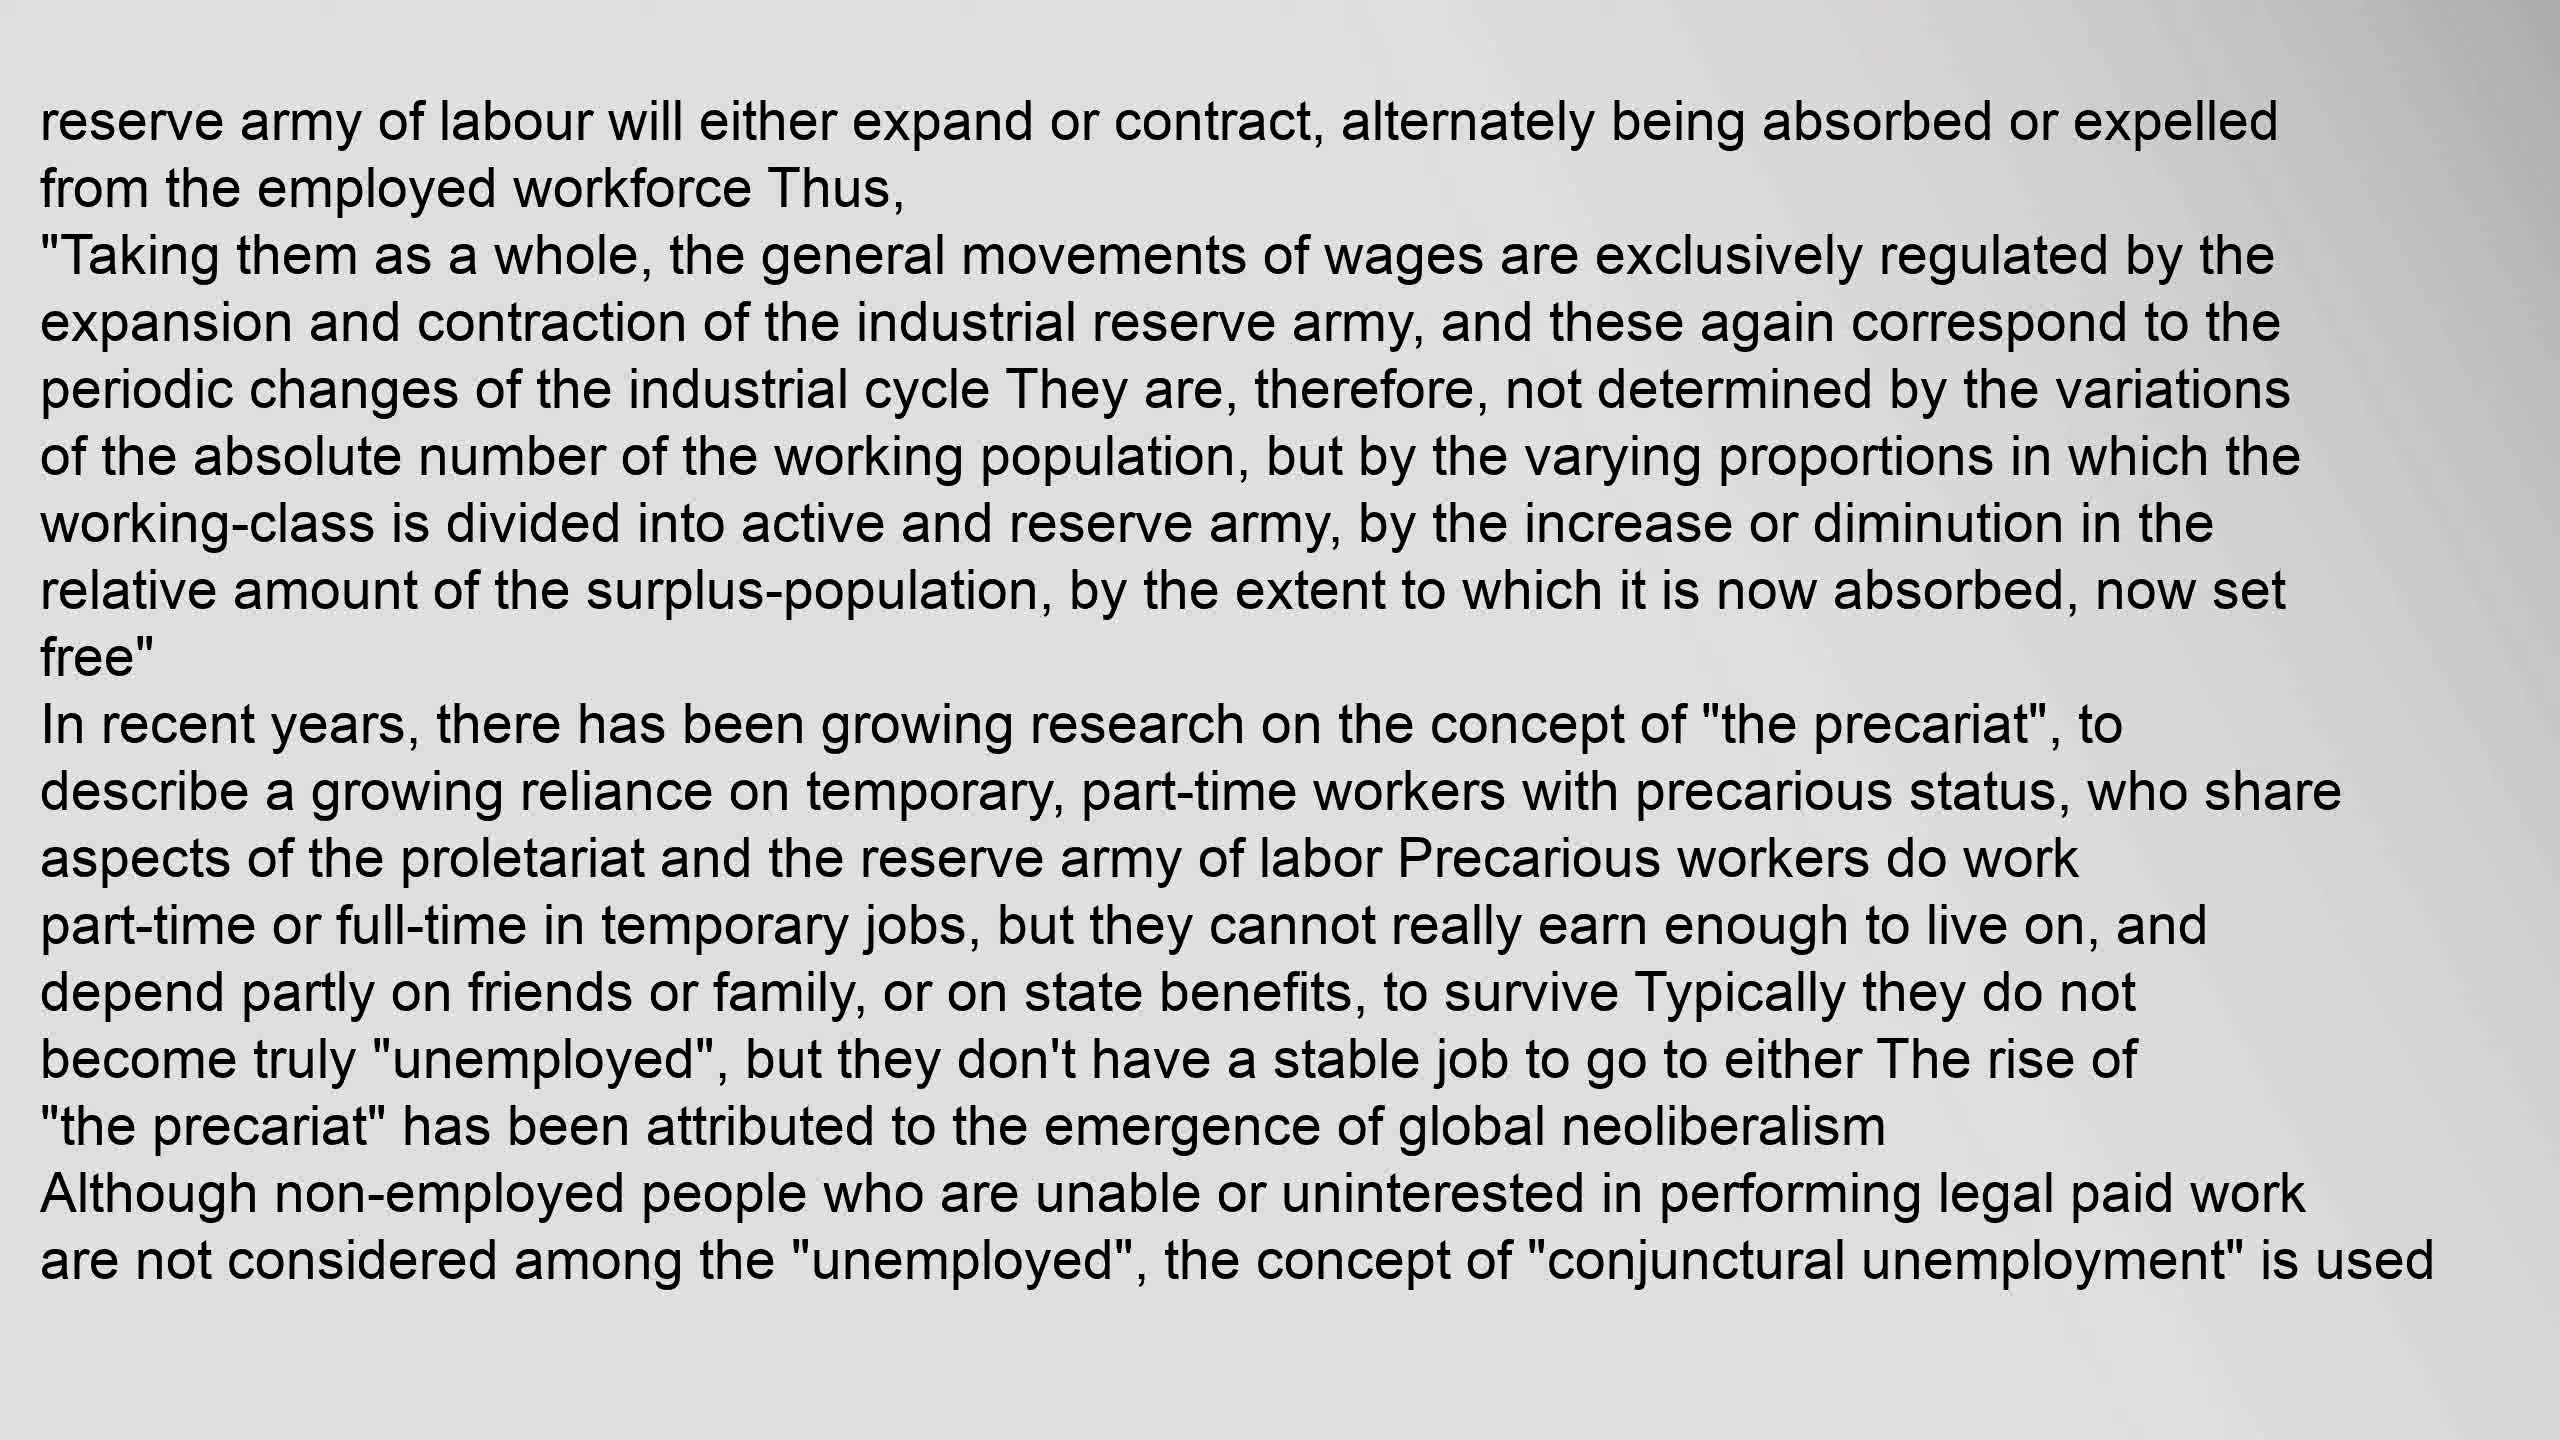 reserve army of labour will either expand or contract, alternately being absorbed or expelled
from the employed workforce Thus,
"Taking them as a whole, the general movements of wages are exclusively regulated by the
expansion and contraction of the industrial reserve army, and these again correspond to the
periodic changes of the industrial cycle They are, therefore, not determined by the variations
of the absolute number of the working population, but by the varying proportions in which the
working-class is divided into active and reserve army, by the increase or diminution in the
relative amount of the surplus-population, by the extent to which it is now absorbed, now set
free"
In recent years, there has been growing research on the concept of "the precariat", to
describe a growing reliance on temporary, part-time workers with precarious status, who share
aspects of the proletariat and the reserve army of labor Precarious workers do work
part-time or full-time in temporary jobs, but they cannot really earn enough to live on, and
depend partly on friends or family, or on state benefits, to survive Typically they do not
become truly "unemployed", but they don't have a stable job to go to either The rise of
"the precariat" has been attributed to the emergence of global neoliberalism
Although non-employed people who are unable or uninterested in performing legal paid work
are not considered among the "unemployed", the concept of "conjunctural unemployment" is used